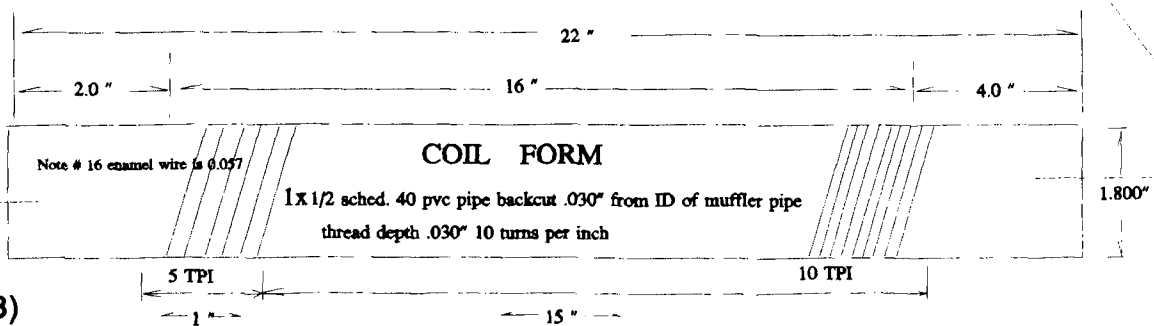 22 "
2.0 " 16 " 4.0 "
COIL FORM
Note # 16 enamel wire is 0.057
1x1/2 sched. 40 pvc pipe backcut .030" from ID of muffler pipe
1.800"
thread depth .030" 10 turns per inch
5 TPI 10 TPI
1 " 15 "
3)